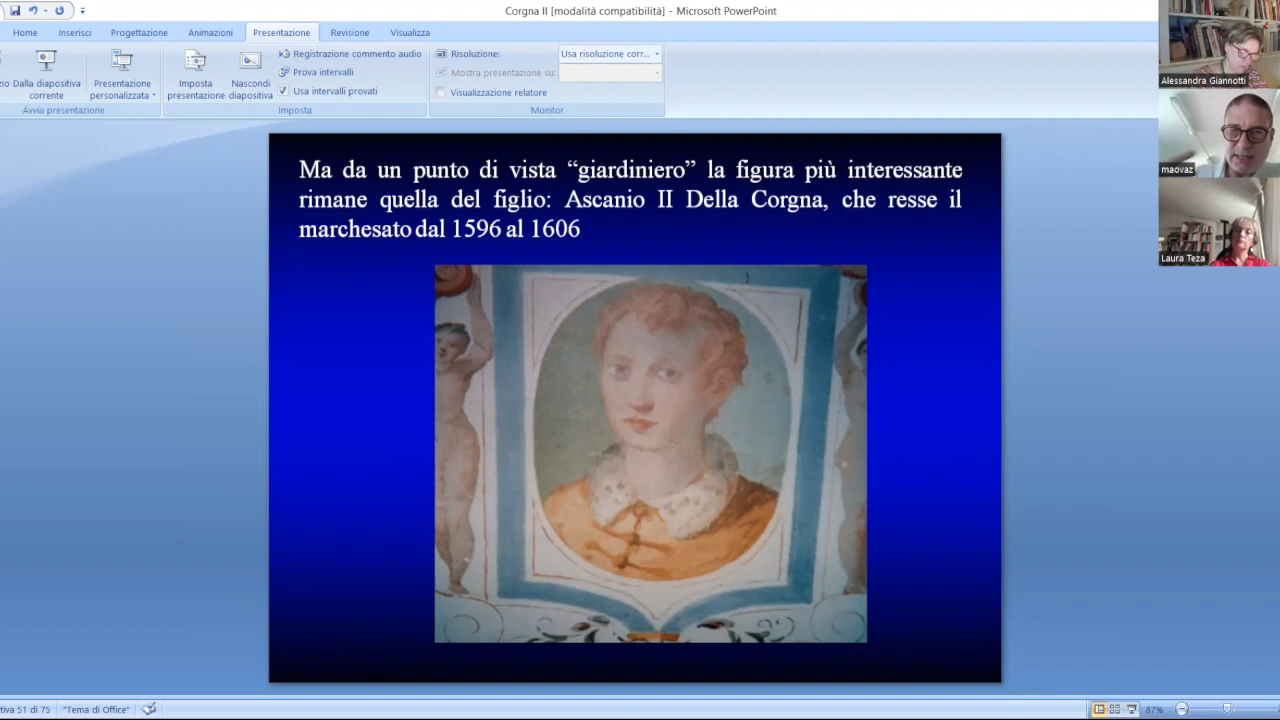 Corgna II [modalità compatibilità] - Microsoft PowerPoint
Home Inserisci Progettazione Animazioni Presentazione Revisione Visualizza
Dalla diapositiva corrente
Presentazione personalizzata
Avvia presentazione
Imposta presentazione
Nascondi diapositiva
Registrazione commento audio
Prova intervalli
Usa intervalli provati
Imposta
Risoluzione: Usa risoluzione corr...
Mostra presentazione su:
Visualizzazione relatore
Monitor
Alessandra Giannotti
maovaz
Laura Teza
Ma da un punto di vista “giardiniero” la figura più interessante
rimane quella del figlio: Ascanio II Della Corgna, che resse il
marchesato dal 1596 al 1606
tiva 51 di 75 "Tema di Office" 87%